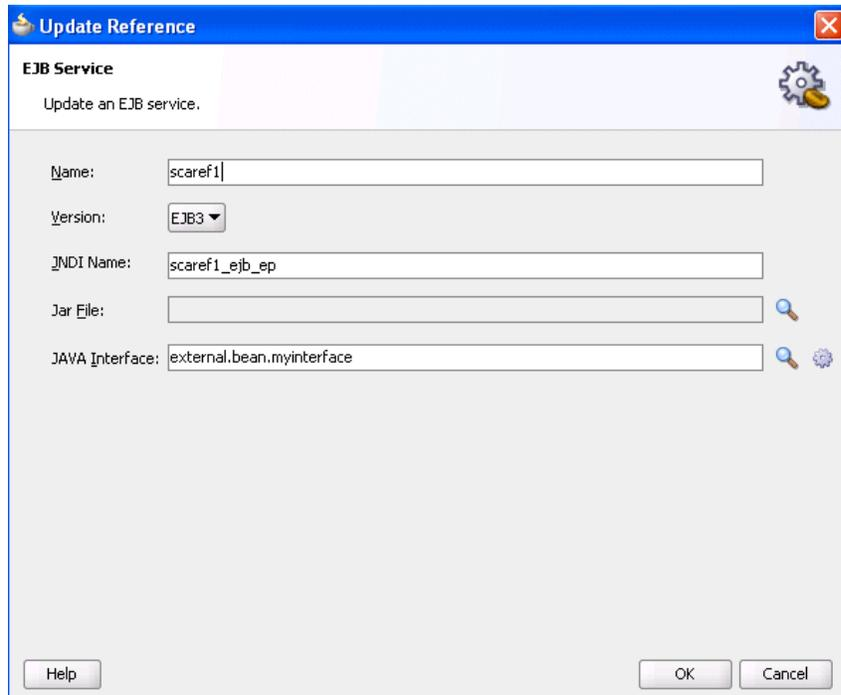 Update Reference
EJB Service
Update an EJB service.
Name: scaref1
Version: EJB3
JNDI Name: scaref1_ejb_ep
Jar File:
JAVA Interface: external.bean.myinterface
Help OK Cancel